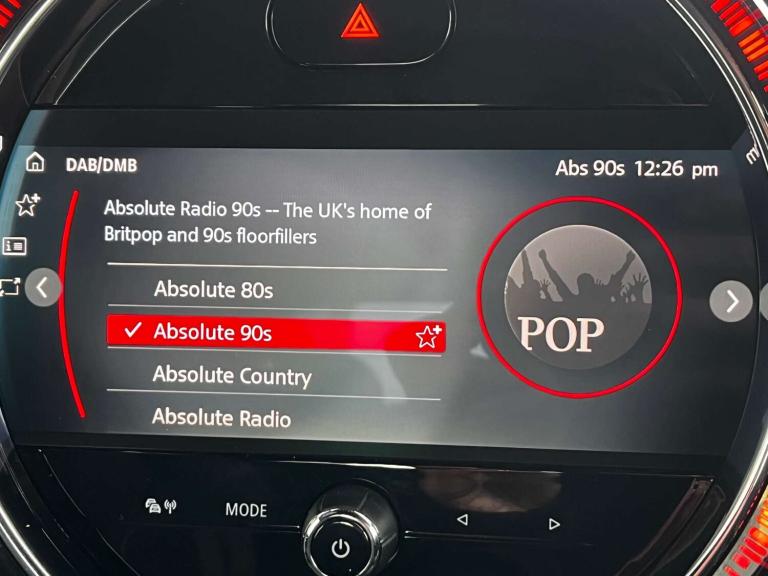 DAB/DMB
Abs 90s 12:26 pm
Absolute Radio 90s -- The UK's home of
Britpop and 90s floorfillers
Absolute 80s
Absolute 90s
Absolute Country
Absolute Radio
POP
MODE